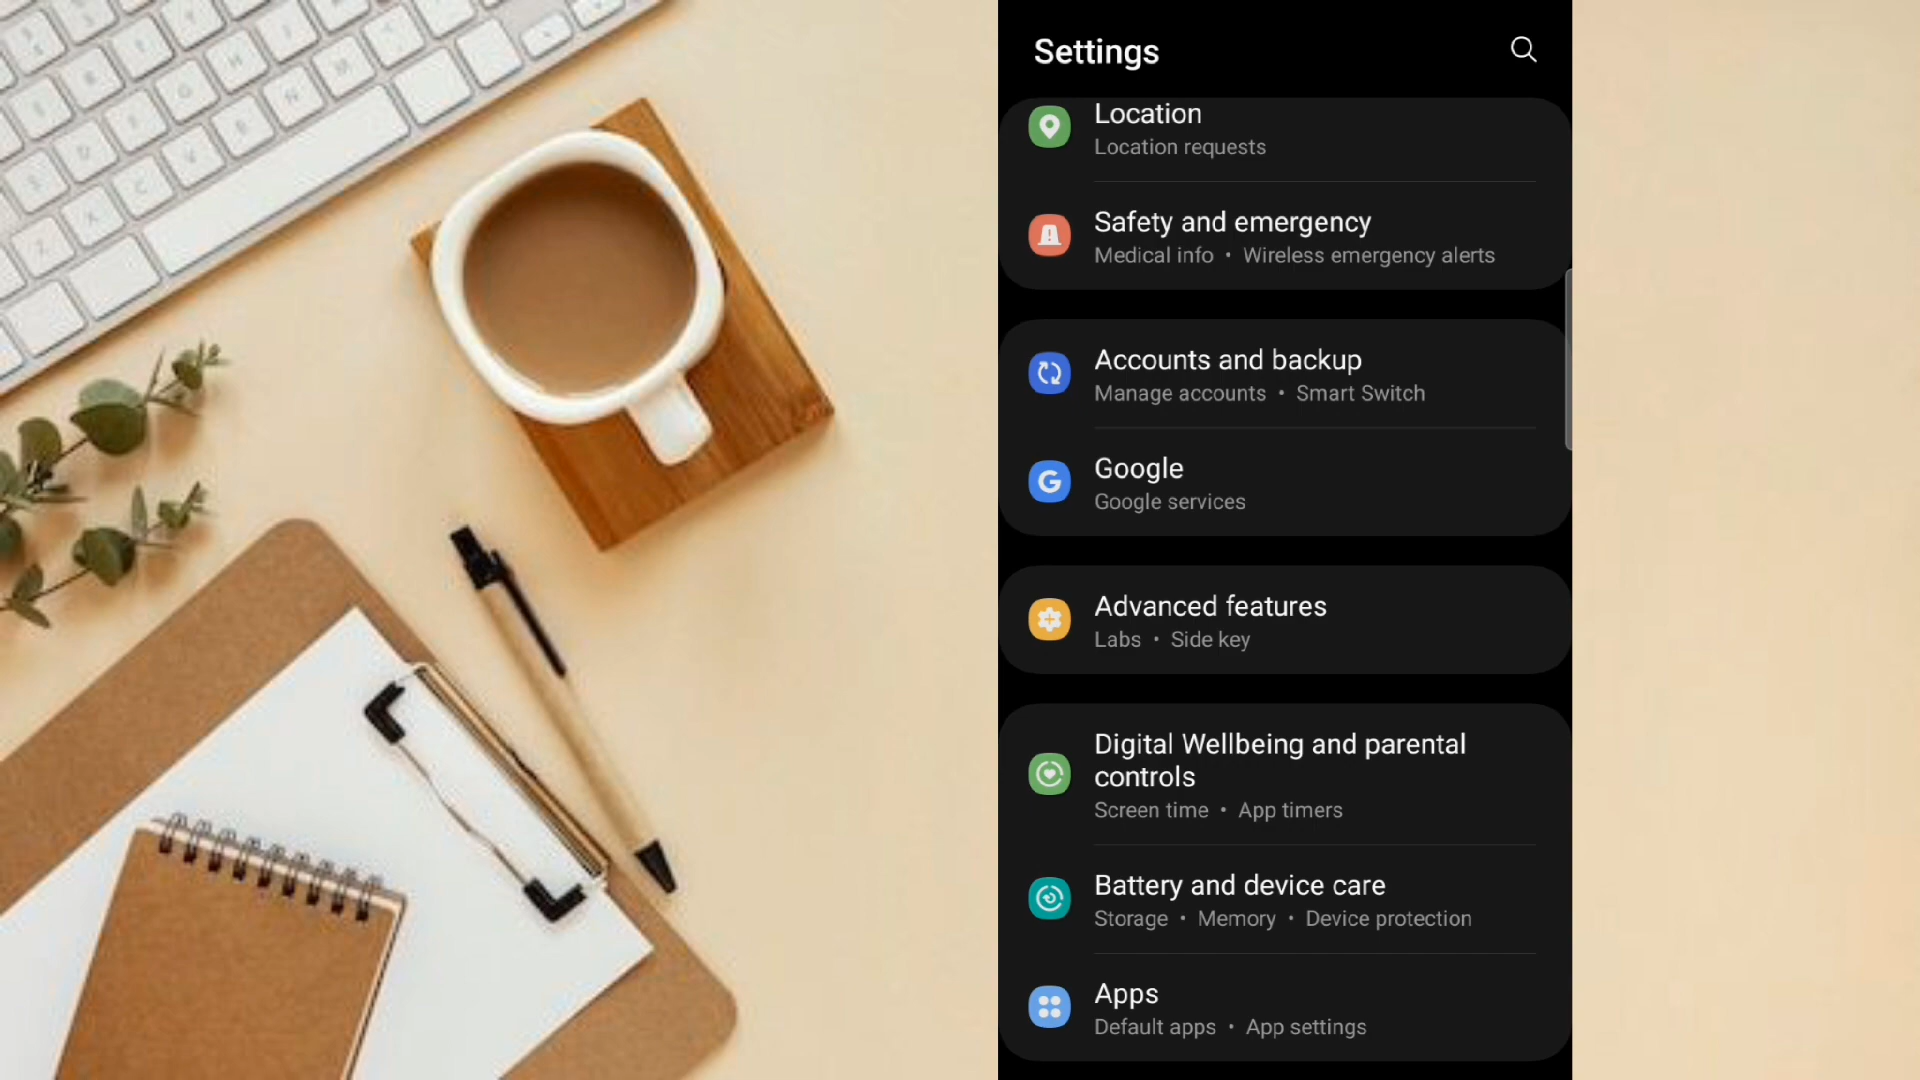 Settings
Location
Location requests
Safety and emergency
Medical info • Wireless emergency alerts
Accounts and backup
Manage accounts • Smart Switch
Google
Google services
Advanced features
Labs • Side key
Digital Wellbeing and parental
controls
Screen time • App timers
Battery and device care
Storage • Memory • Device protection
Apps
Default apps • App settings